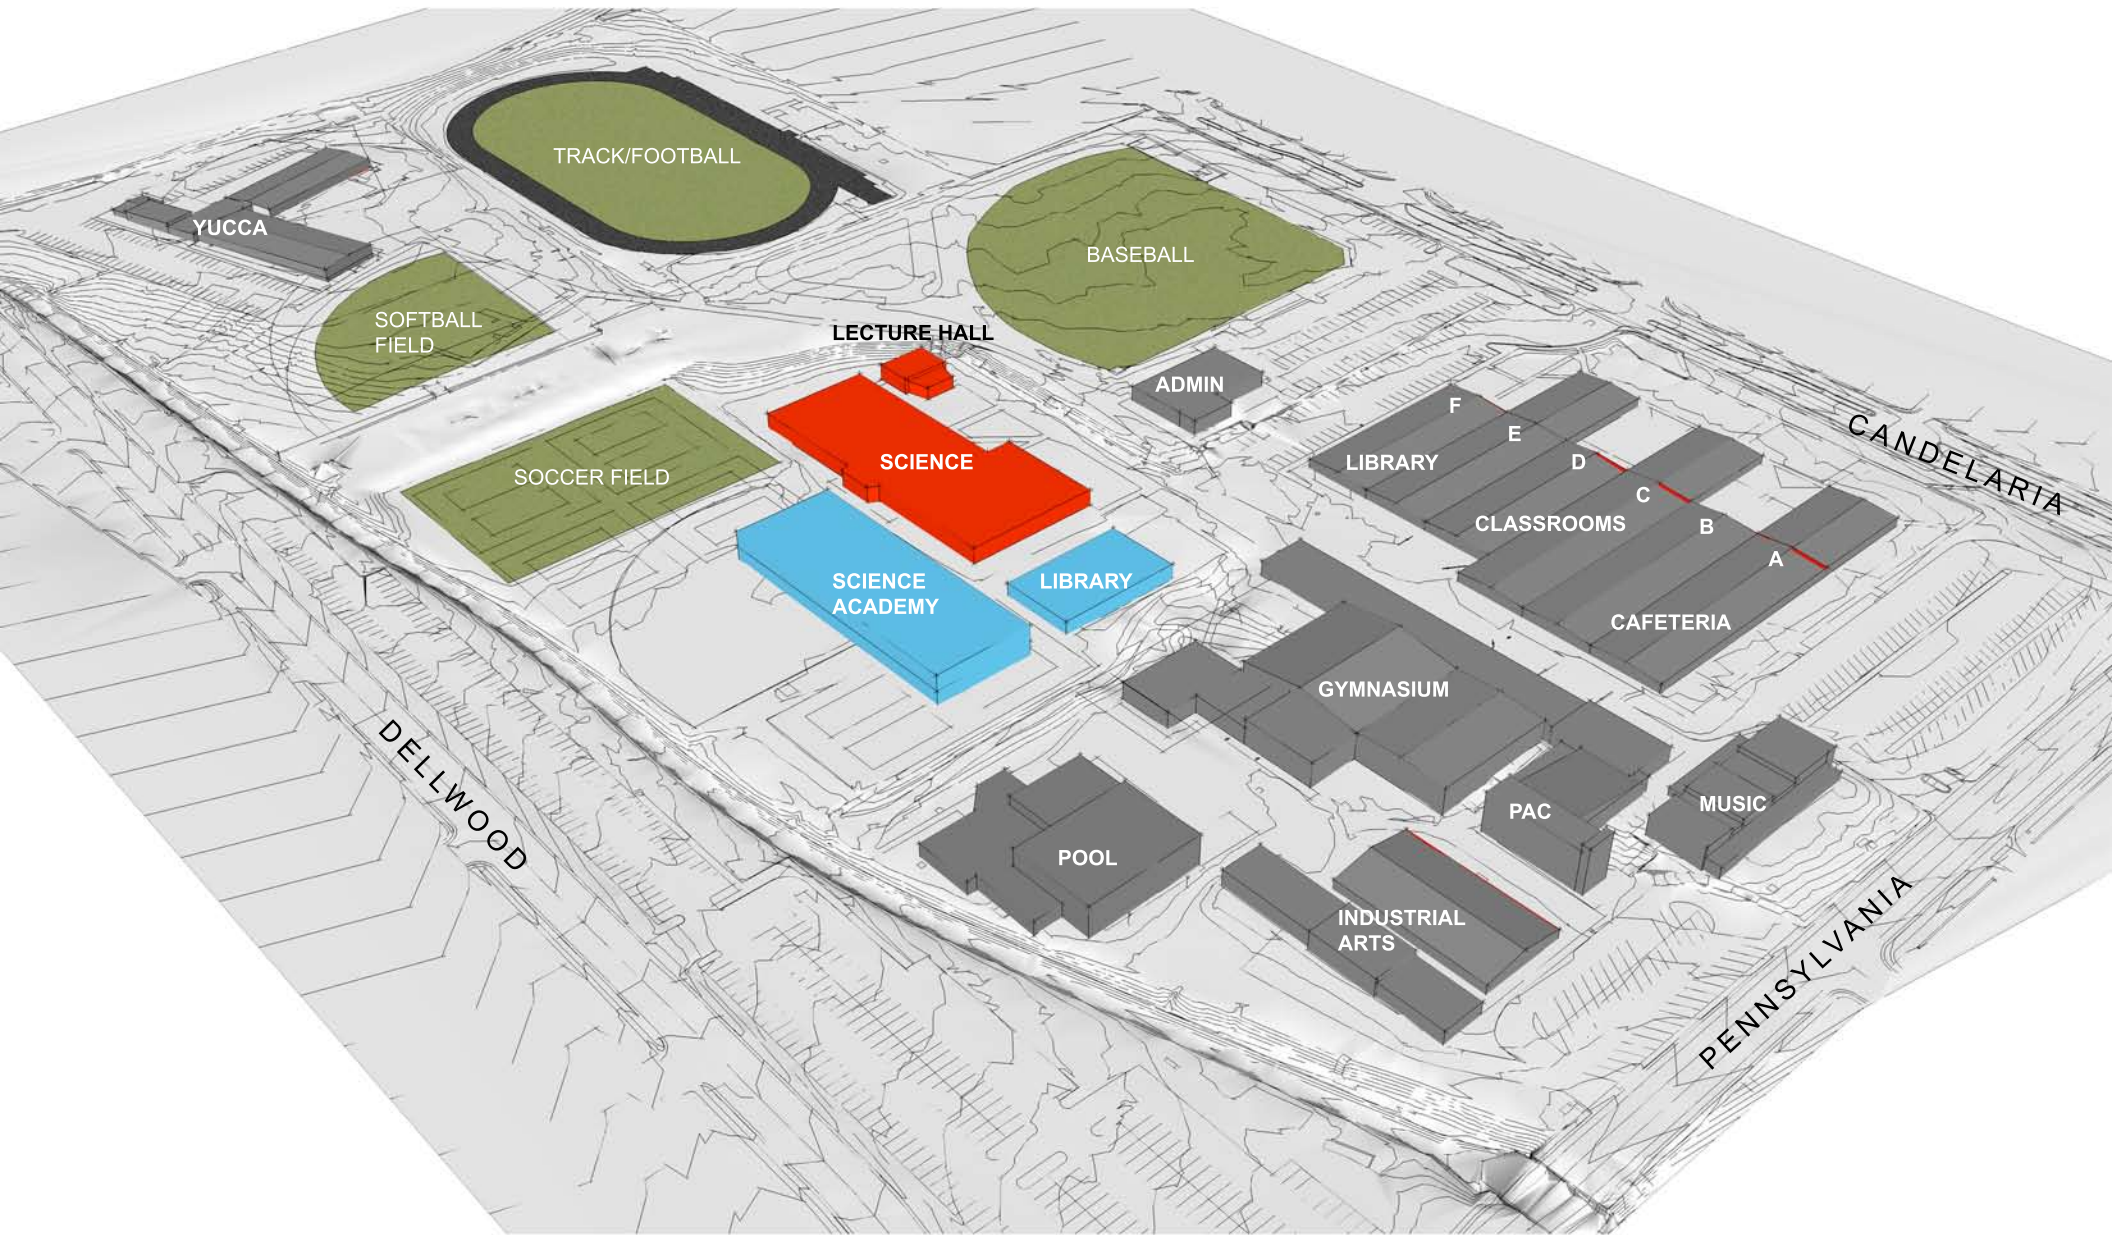 TRACK/FOOTBALL
YUCCA
BASEBALL
SOFTBALL
FIELD
LECTURE HALL
ADMIN
F
E
D
C
B
A
LIBRARY
CLASSROOMS
CAFETERIA
CANDELARIA
SCIENCE
SOCCER FIELD
SCIENCE
ACADEMY
LIBRARY
GYMNASIUM
DELLWOOD
POOL
PAC
MUSIC
INDUSTRIAL
ARTS
PENNSYLVANIA